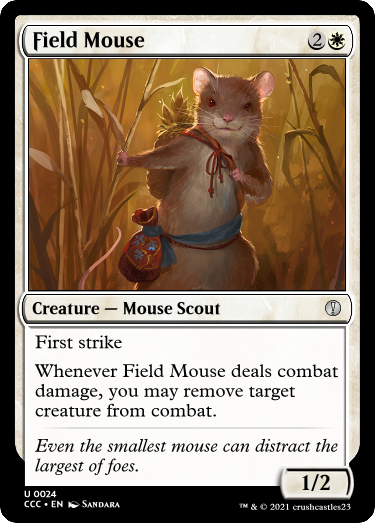 Field Mouse 2
Creature — Mouse Scout
First strike
Whenever Field Mouse deals combat
damage, you may remove target
creature from combat.
Even the smallest mouse can distract the
largest of foes.
1/2
U 0024
CCC • EN Sandara
™ & © 2021 crushcastles23